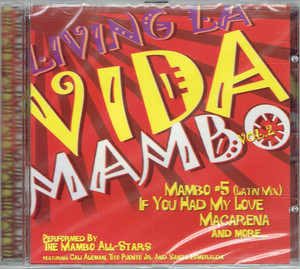 LIVING LA
VIDA
MAMBO
VOL.2
MAMBO #5 (LATIN MIX)
IF YOU HAD MY LOVE
MACARENA
AND MORE...
PERFORMED BY
THE MAMBO ALL-STARS
FEATURING CALI ALEMAN, TITO PUENTE JR. AND SANTA ESMERALDA